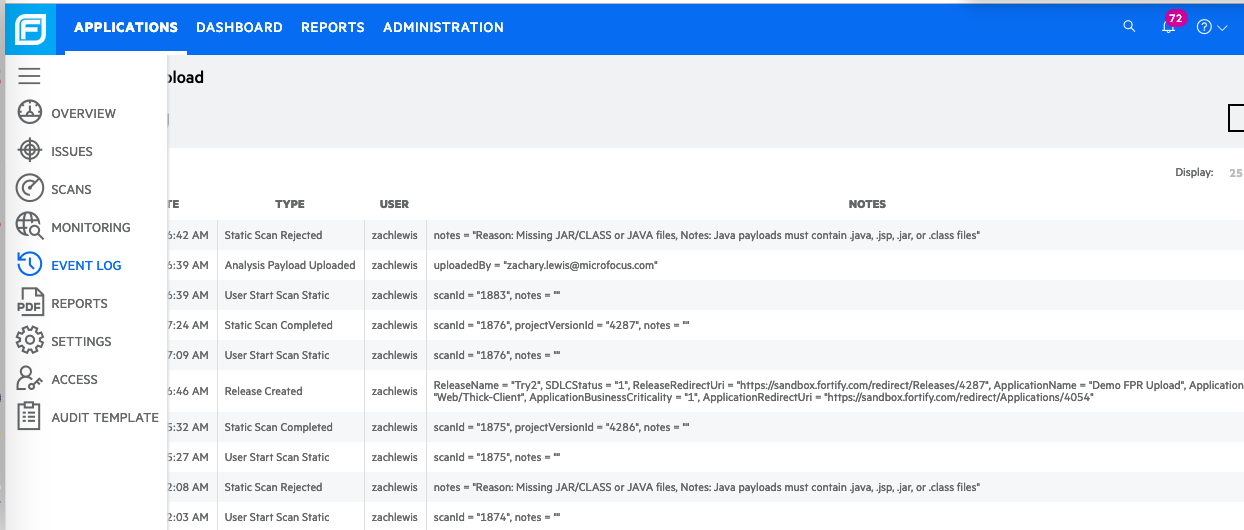 APPLICATIONS DASHBOARD REPORTS ADMINISTRATION 72
OVERVIEW
ISSUES
SCANS
MONITORING
EVENT LOG
PDF REPORTS
SETTINGS
ACCESS
AUDIT TEMPLATE
pload
Display: 25
TE TYPE USER NOTES
6:42 AM Static Scan Rejected zachlewis notes = "Reason: Missing JAR/CLASS or JAVA files, Notes: Java payloads must contain .java, .jsp, .jar, or .class files"
6:39 AM Analysis Payload Uploaded zachlewis uploadedBy = "zachary.lewis@microfocus.com"
6:39 AM User Start Scan Static zachlewis scanId = "1883", notes = ""
7:24 AM Static Scan Completed zachlewis scanId = "1876", projectVersionId = "4287", notes = ""
7:09 AM User Start Scan Static zachlewis scanId = "1876", notes = ""
6:46 AM Release Created zachlewis ReleaseName = "Try2", SDLCStatus = "1", ReleaseRedirectUri = "https://sandbox.fortify.com/redirect/Releases/4287", ApplicationName = "Demo FPR Upload", Application
"Web/Thick-Client", ApplicationBusinessCriticality = "1", ApplicationRedirectUri = "https://sandbox.fortify.com/redirect/Applications/4054"
5:32 AM Static Scan Completed zachlewis scanId = "1875", projectVersionId = "4286", notes = ""
5:27 AM User Start Scan Static zachlewis scanId = "1875", notes = ""
2:08 AM Static Scan Rejected zachlewis notes = "Reason: Missing JAR/CLASS or JAVA files, Notes: Java payloads must contain .java, .jsp, .jar, or .class files"
2:03 AM User Start Scan Static zachlewis scanId = "1874", notes = ""